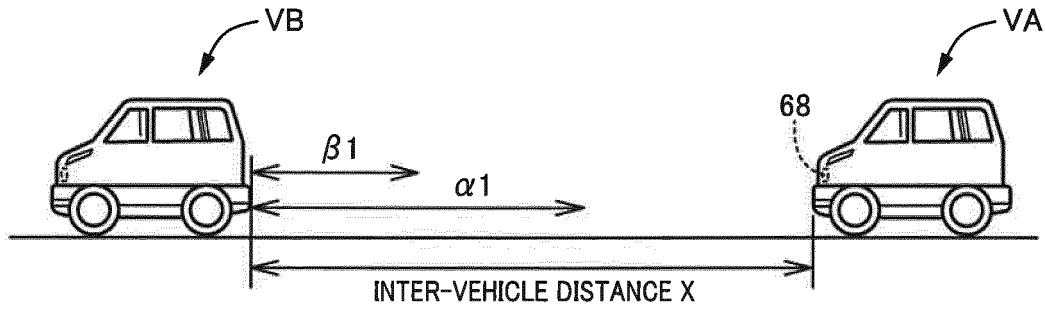 VB
VA
68
β1
α1
INTER-VEHICLE DISTANCE X